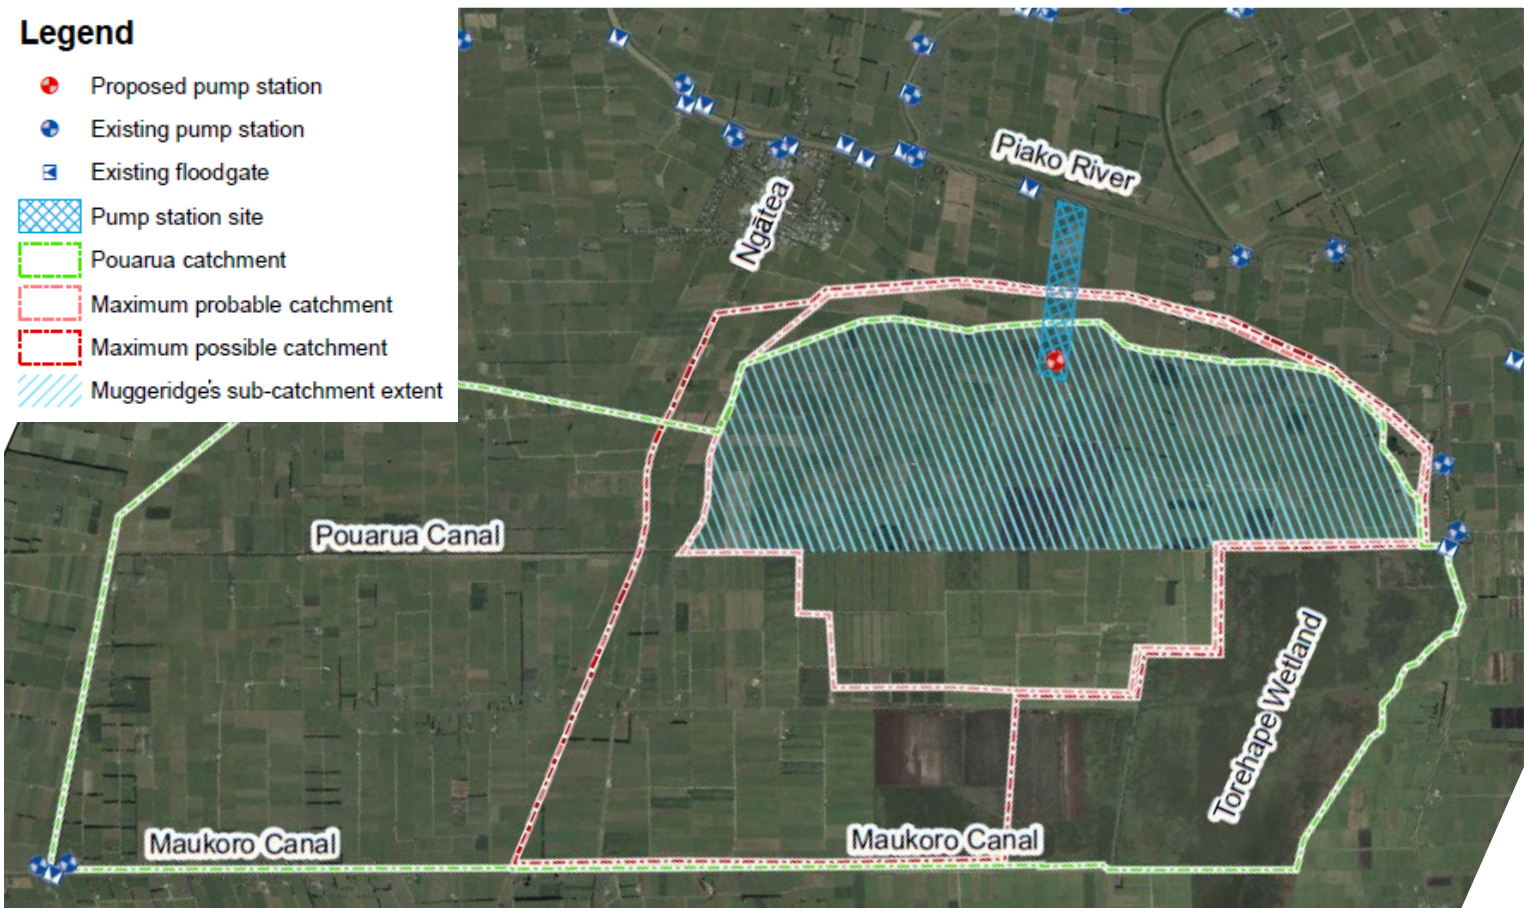 Legend
Proposed pump station
Existing pump station
Existing floodgate
Pump station site
Pouarua catchment
Maximum probable catchment
Maximum possible catchment
Muggeridge's sub-catchment extent
Piako River
Ngātea
Pouarua Canal
Torehape Wetland
Maukoro Canal
Maukoro Canal